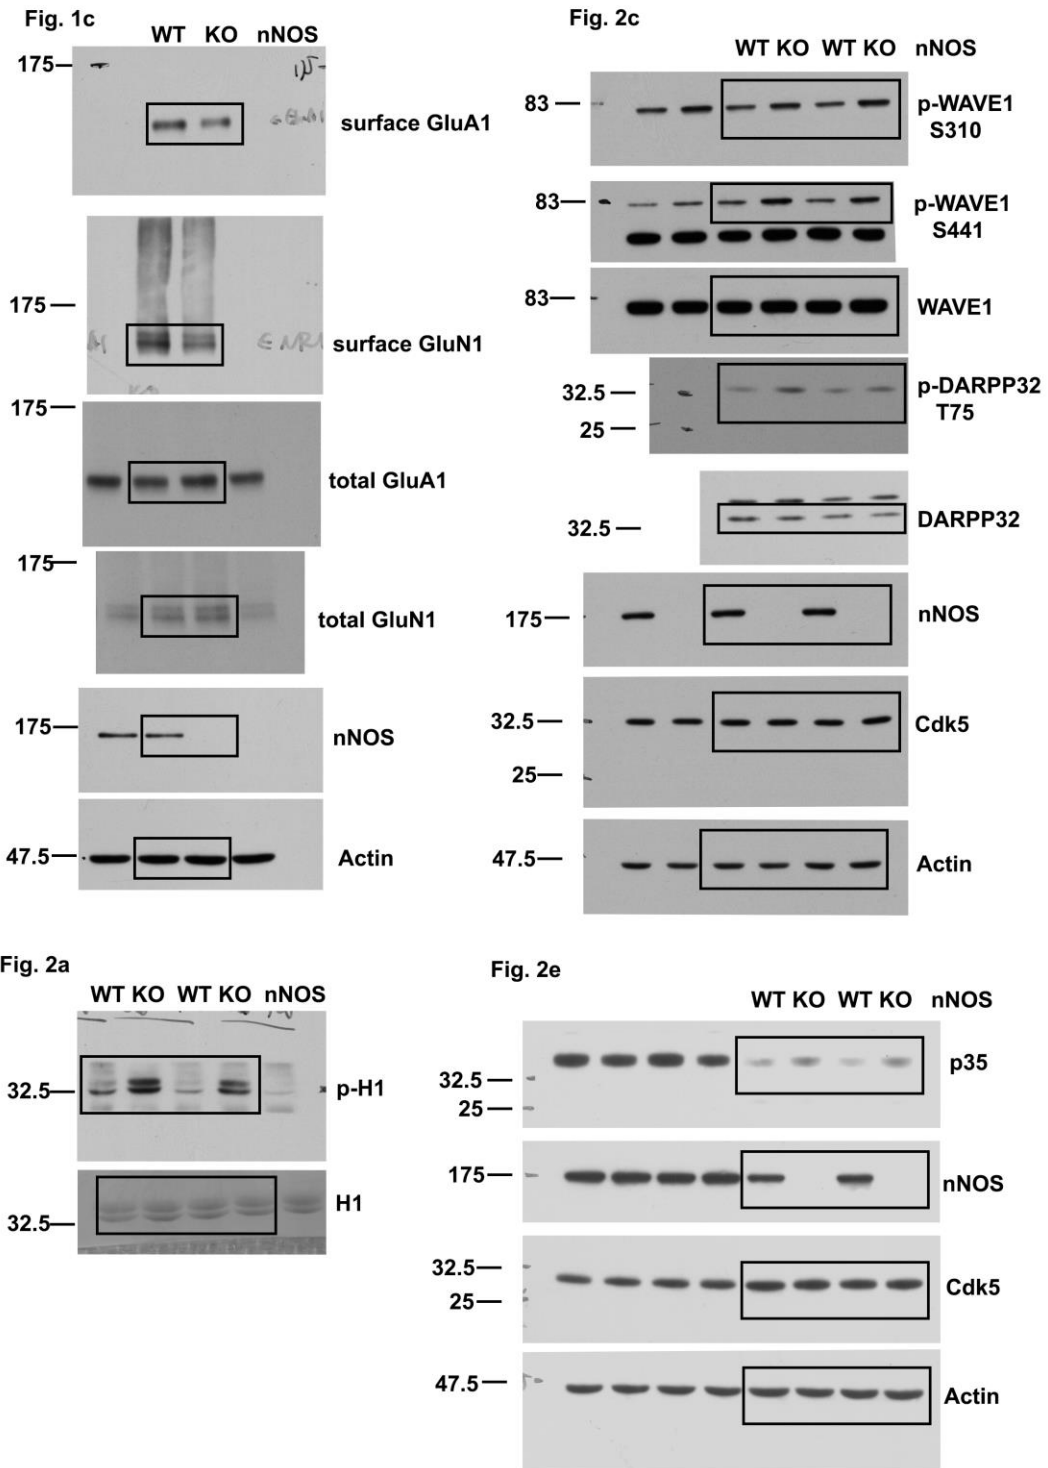 Fig. 1c
WT KO nNOS
175
surface GluA1
175
surface GluN1
175
total GluA1
175
total GluN1
175
nNOS
47.5
Actin
Fig. 2c
WT KO WT KO nNOS
83
p-WAVE1
S310
83
p-WAVE1
S441
83
WAVE1
32.5
25
p-DARPP32
T75
32.5
DARPP32
175
nNOS
32.5
25
Cdk5
47.5
Actin
Fig. 2a
WT KO WT KO nNOS
32.5
p-H1
32.5
H1
Fig. 2e
WT KO WT KO nNOS
32.5
25
p35
175
nNOS
32.5
25
Cdk5
47.5
Actin